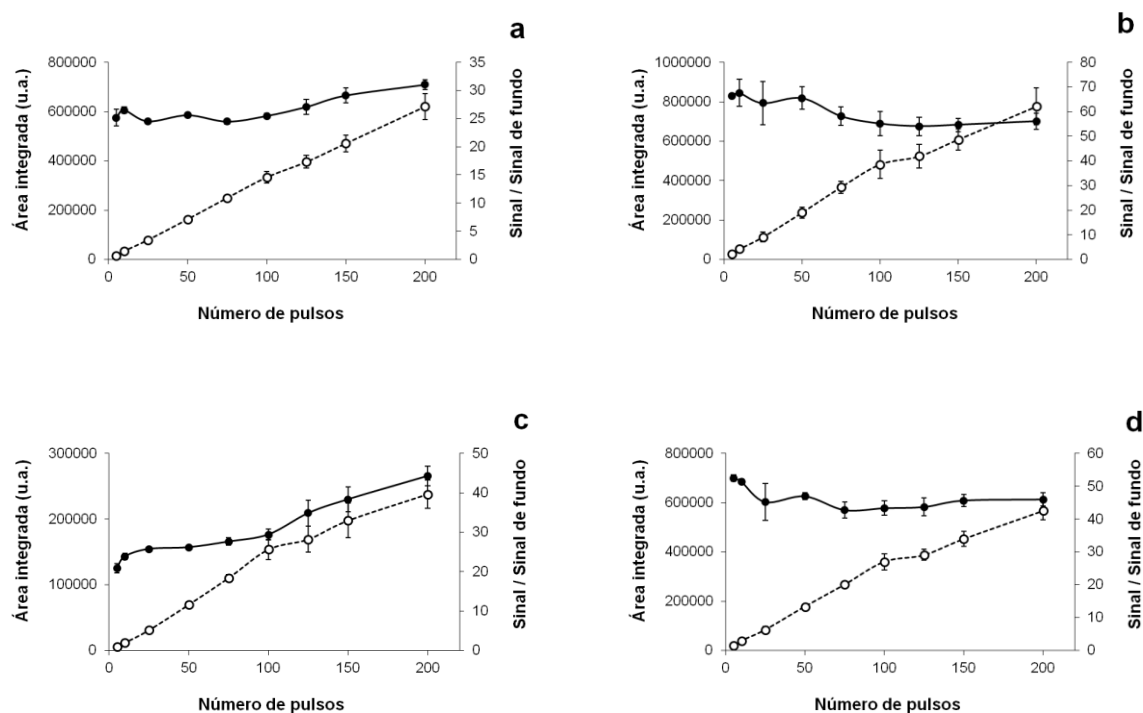 a
Área integrada (u.a.)
800000
600000
400000
200000
0
35
30
25
20
15
10
5
0
Sinal / Sinal de fundo
0 50 100 150 200
Número de pulsos
b
Área integrada (u.a.)
1000000
800000
600000
400000
200000
0
80
70
60
50
40
30
20
10
0
Sinal / Sinal de fundo
0 50 100 150 200
Número de pulsos
c
Área integrada (u.a.)
300000
200000
100000
0
50
40
30
20
10
0
Sinal / Sinal de fundo
0 50 100 150 200
Número de pulsos
d
Área integrada (u.a.)
800000
600000
400000
200000
0
60
50
40
30
20
10
0
Sinal / Sinal de fundo
0 50 100 150 200
Número de pulsos